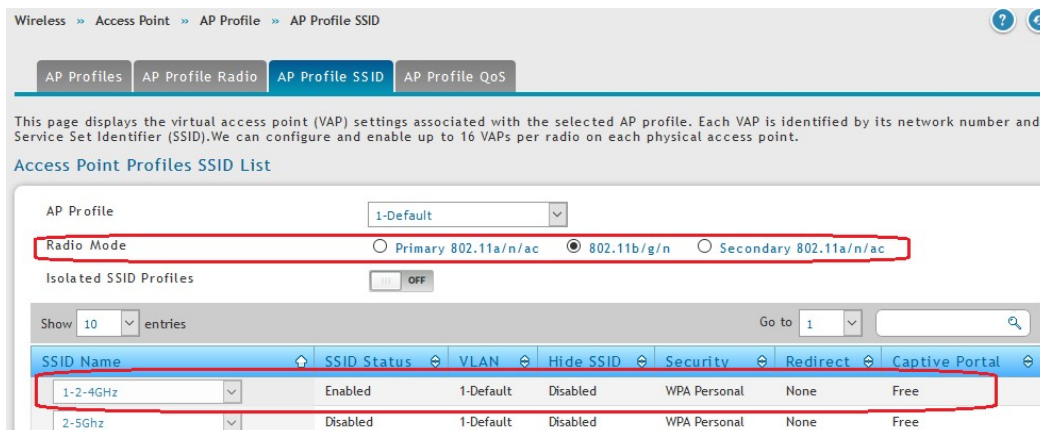 Wireless » Access Point » AP Profile » AP Profile SSID
AP Profiles AP Profile Radio AP Profile SSID AP Profile QoS
This page displays the virtual access point (VAP) settings associated with the selected AP profile. Each VAP is identified by its network number and
Service Set Identifier (SSID).We can configure and enable up to 16 VAPs per radio on each physical access point.
Access Point Profiles SSID List
AP Profile 1-Default
Radio Mode Primary 802.11a/n/ac 802.11b/g/n Secondary 802.11a/n/ac
Isolated SSID Profiles OFF
Show 10 entries Go to 1
SSID Name SSID Status VLAN Hide SSID Security Redirect Captive Portal
1-2-4GHz Enabled 1-Default Disabled WPA Personal None Free
2-5Ghz Disabled 1-Default Disabled WPA Personal None Free